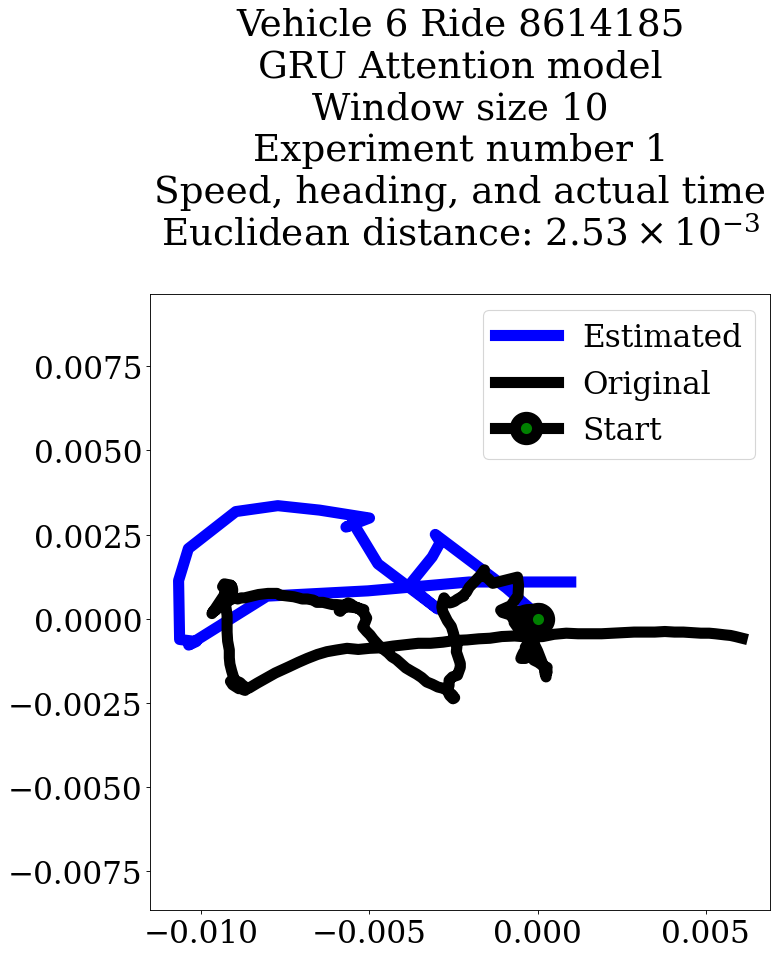 Vehicle 6 Ride 8614185
GRU Attention model
Window size 10
Experiment number 1
Speed, heading, and actual time
Euclidean distance: 2.53 × 10⁻³
Estimated
Original
Start
0.0075
0.0050
0.0025
0.0000
−0.0025
−0.0050
−0.0075
−0.010
−0.005
0.000
0.005